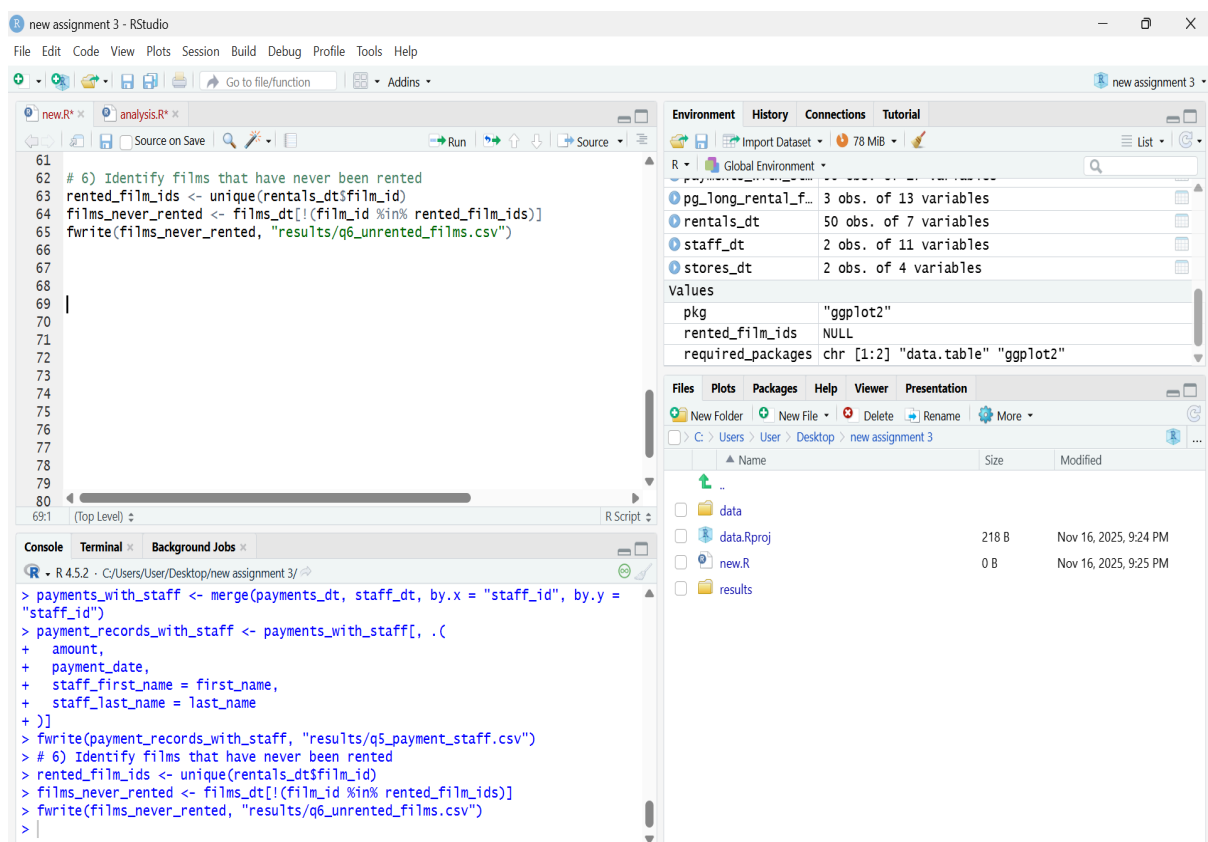 new assignment 3 - RStudio
File Edit Code View Plots Session Build Debug Profile Tools Help
Go to file/function Addins new assignment 3
new.R* analysis.R*
Source on Save Run Source
61
62 # 6) Identify films that have never been rented
63 rented_film_ids <- unique(rentals_dt$film_id)
64 films_never_rented <- films_dt[!(film_id %in% rented_film_ids)]
65 fwrite(films_never_rented, "results/q6_unrented_films.csv")
66
67
68
69
70
71
72
73
74
75
76
77
78
79
80
69:1 (Top Level) R Script
Console Terminal Background Jobs
R 4.5.2 · C:/Users/User/Desktop/new assignment 3/
> payments_with_staff <- merge(payments_dt, staff_dt, by.x = "staff_id", by.y =
"staff_id")
> payment_records_with_staff <- payments_with_staff[, .(
+ amount,
+ payment_date,
+ staff_first_name = first_name,
+ staff_last_name = last_name
+ )]
> fwrite(payment_records_with_staff, "results/q5_payment_staff.csv")
> # 6) Identify films that have never been rented
> rented_film_ids <- unique(rentals_dt$film_id)
> films_never_rented <- films_dt[!(film_id %in% rented_film_ids)]
> fwrite(films_never_rented, "results/q6_unrented_films.csv")
>
Environment History Connections Tutorial
Import Dataset 78 MiB List
R Global Environment
pg_long_rental_f… 3 obs. of 13 variables
rentals_dt 50 obs. of 7 variables
staff_dt 2 obs. of 11 variables
stores_dt 2 obs. of 4 variables
Values
pkg "ggplot2"
rented_film_ids NULL
required_packages chr [1:2] "data.table" "ggplot2"
Files Plots Packages Help Viewer Presentation
New Folder New File Delete Rename More
C: > Users > User > Desktop > new assignment 3 ...
Name Size Modified
..
data
data.Rproj 218 B Nov 16, 2025, 9:24 PM
new.R 0 B Nov 16, 2025, 9:25 PM
results